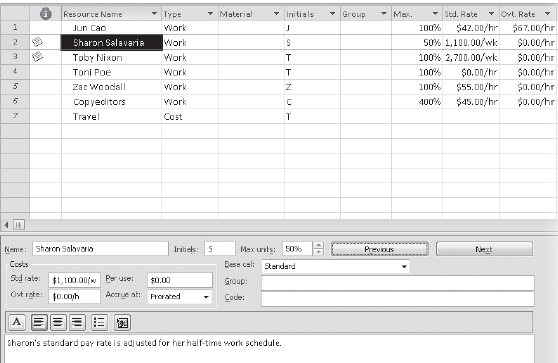 Resource Name Type Material Initials Group Max. Std. Rate Ovt. Rate
1 Jun Cao Work J 100% $42.00/hr $67.00/hr
2 Sharon Salavaria Work S 50% 1,100.00/wk $0.00/hr
3 Toby Nixon Work T 100% 2,700.00/wk $0.00/hr
4 Toni Poe Work T 100% $0.00/hr $0.00/hr
5 Zac Woodall Work Z 100% $55.00/hr $0.00/hr
6 Copyeditors Work C 400% $45.00/hr $0.00/hr
7 Travel Cost T
Name: Sharon Salavaria Initials: S Max units: 50% Previous Next
Costs Base cal: Standard
Std rate: $1,100.00/w Per use: $0.00 Group:
Ovt rate: $0.00/h Accrue at: Prorated Code:
A
Sharon's standard pay rate is adjusted for her half-time work schedule.